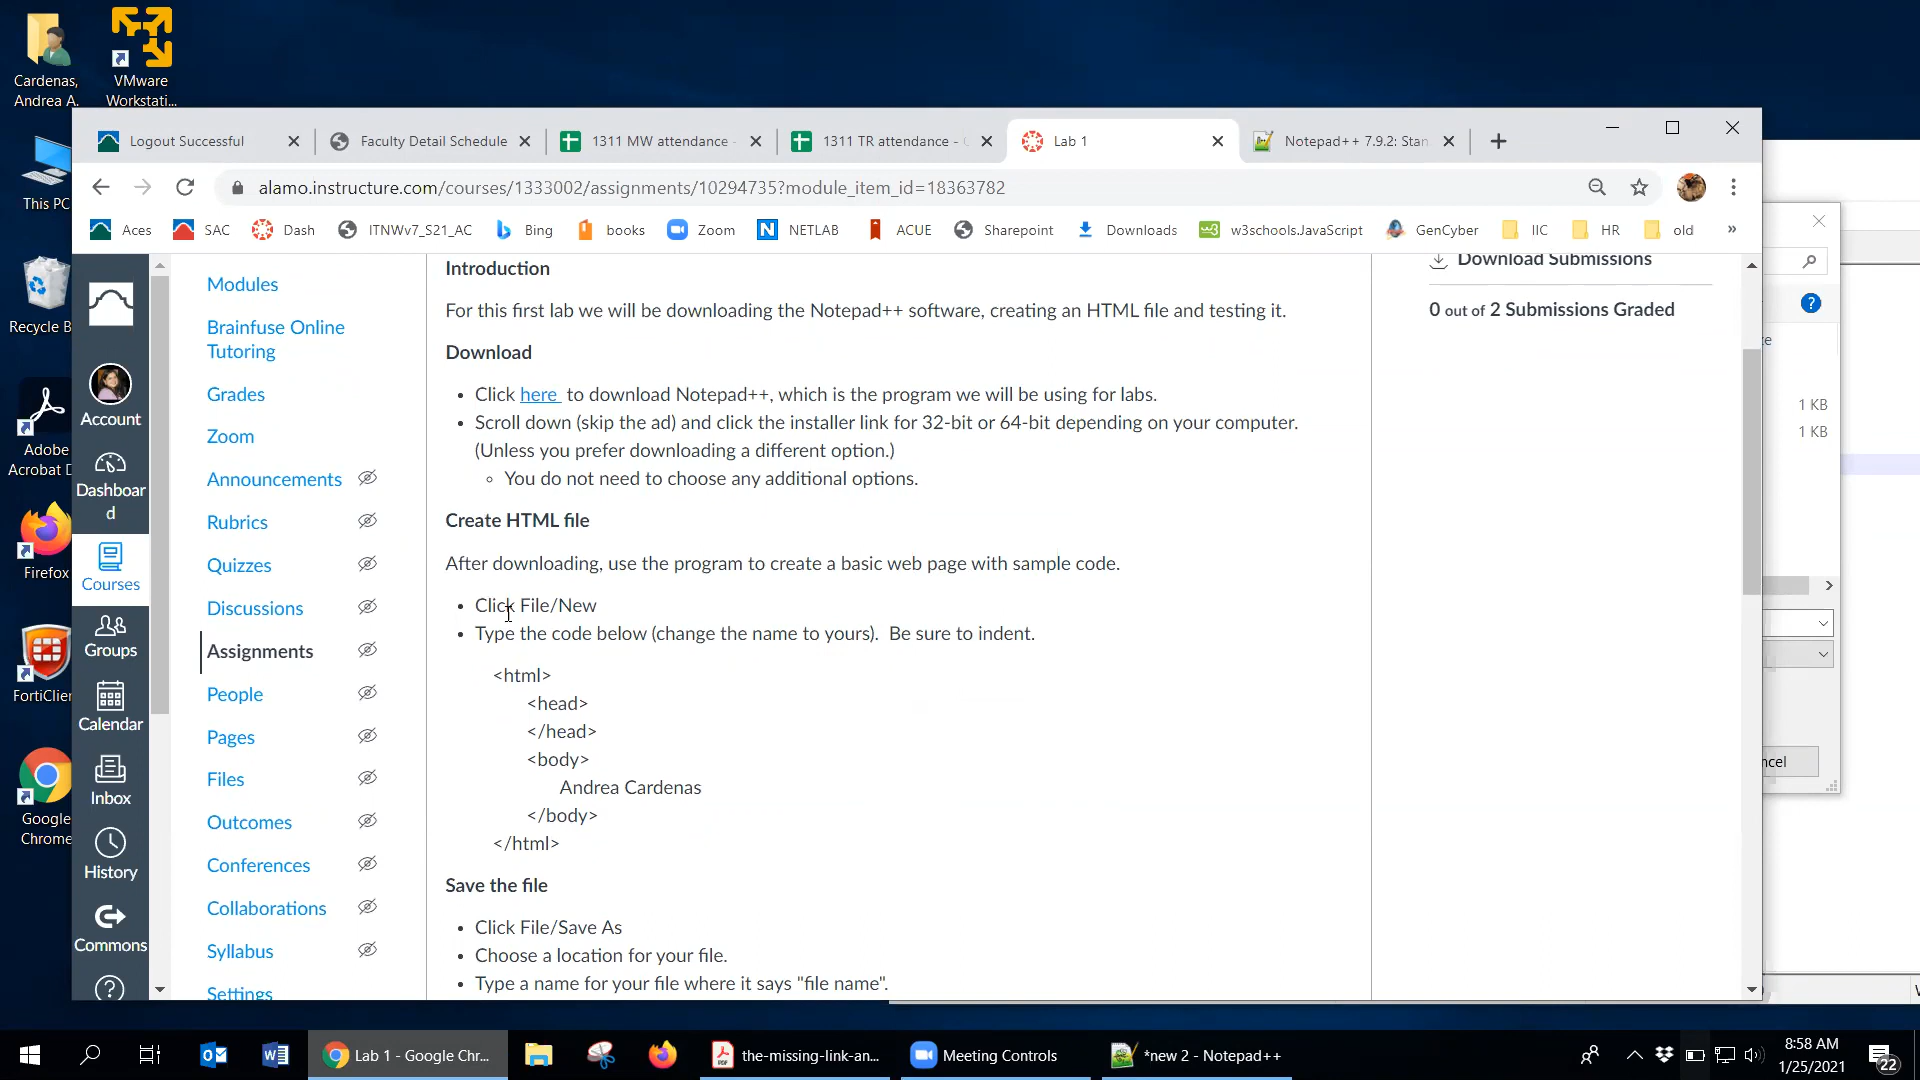 Cardenas,
Andrea A.
VMware
Workstati...
This PC
Recycle B
Adobe
Acrobat D
Firefox
FortiClien
Google
Chrome
Logout Successful
Faculty Detail Schedule
1311 MW attendance -
1311 TR attendance -
Lab 1
Notepad++ 7.9.2: Stan
alamo.instructure.com/courses/1333002/assignments/10294735?module_item_id=18363782
Aces
SAC
Dash
ITNWv7_S21_AC
Bing
books
Zoom
NETLAB
ACUE
Sharepoint
Downloads
w3schools.JavaScript
GenCyber
IIC
HR
old
»
Account
Dashboar
d
Courses
Groups
Calendar
Inbox
History
Commons
Modules
Brainfuse Online
Tutoring
Grades
Zoom
Announcements
Rubrics
Quizzes
Discussions
Assignments
People
Pages
Files
Outcomes
Conferences
Collaborations
Syllabus
Settings
Introduction
For this first lab we will be downloading the Notepad++ software, creating an HTML file and testing it.
Download
• Click here to download Notepad++, which is the program we will be using for labs.
• Scroll down (skip the ad) and click the installer link for 32-bit or 64-bit depending on your computer.
(Unless you prefer downloading a different option.)
◦ You do not need to choose any additional options.
Create HTML file
After downloading, use the program to create a basic web page with sample code.
• Click File/New
• Type the code below (change the name to yours). Be sure to indent.
<html>
<head>
</head>
<body>
Andrea Cardenas
</body>
</html>
Save the file
• Click File/Save As
• Choose a location for your file.
• Type a name for your file where it says "file name".
Download Submissions
0 out of 2 Submissions Graded
1 KB
1 KB
ncel
Lab 1 - Google Chr...
the-missing-link-an...
Meeting Controls
*new 2 - Notepad++
8:58 AM
1/25/2021
22